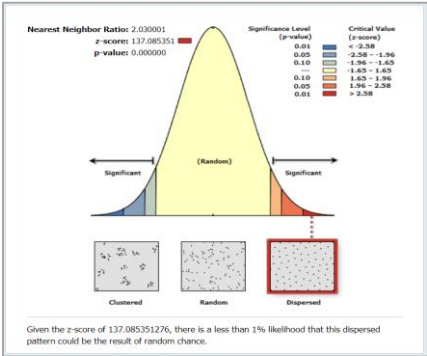 Nearest Neighbor Ratio: 2.030001
z-score: 137.085351
p-value: 0.000000
Significance Level (p-value) Critical Value (z-score)
0.01 < -2.58
0.05 -2.58 - -1.96
0.10 -1.96 - -1.65
--- -1.65 - 1.65
0.10 1.65 - 1.96
0.05 1.96 - 2.58
0.01 > 2.58
(Random)
Significant Significant
Clustered Random Dispersed
Given the z-score of 137.085351276, there is a less than 1% likelihood that this dispersed
pattern could be the result of random chance.